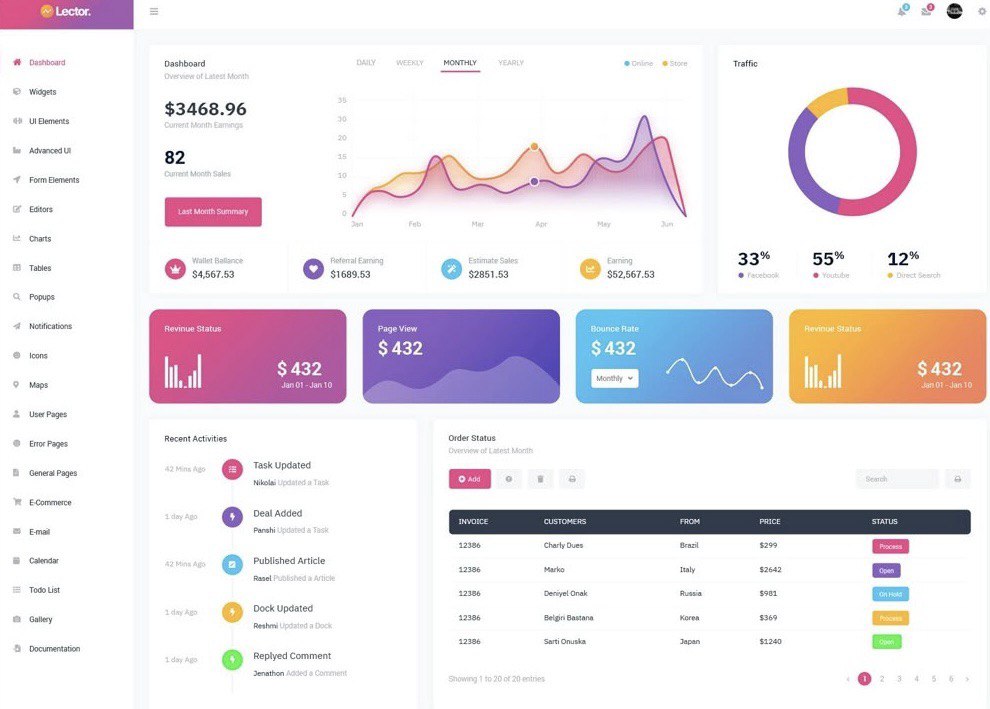 Lector.
3
3
Dashboard
Widgets
UI Elements
Advanced UI
Form Elements
Editors
Charts
Tables
Popups
Notifications
Icons
Maps
User Pages
Error Pages
General Pages
E-Commerce
E-mail
Calendar
Todo List
Gallery
Documentation
Dashboard
Overview of Latest Month
DAILY WEEKLY MONTHLY YEARLY
Online Store
$3468.96
Current Month Earnings
82
Current Month Sales
Last Month Summary
35
30
20
15
10
5
0
Jan Feb Mar Apr May Jun
Wallet Ballance
$4,567.53
Referral Earning
$1689.53
Estimate Sales
$2851.53
Earning
$52,567.53
Traffic
33%
Facebook
55%
Youtube
12%
Direct Search
Revinue Status
$ 432
Jan 01 - Jan 10
Page View
$ 432
Bounce Rate
$ 432
Monthly
Revinue Status
$ 432
Jan 01 - Jan 10
Recent Activities
42 Mins Ago Task Updated
Nikolai Updated a Task
1 day Ago Deal Added
Panshi Updated a Task
42 Mins Ago Published Article
Rasel Published a Article
1 day Ago Dock Updated
Reshmi Updated a Dock
1 day Ago Replyed Comment
Jenathon Added a Comment
Order Status
Overview of Latest Month
Add
Search
INVOICE CUSTOMERS FROM PRICE STATUS
12386 Charly Dues Brazil $299 Process
12386 Marko Italy $2642 Open
12386 Deniyel Onak Russia $981 On Hold
12386 Belgiri Bastana Korea $369 Process
12386 Sarti Onuska Japan $1240 Open
Showing 1 to 20 of 20 entries
‹ 1 2 3 4 5 6 ›